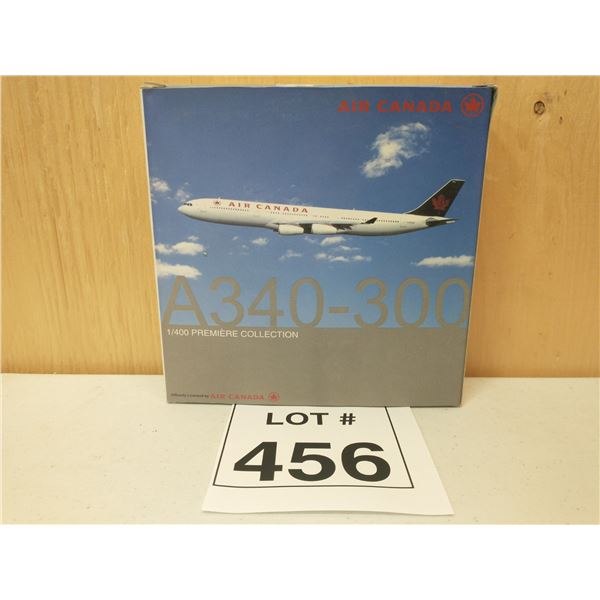 AIR CANADA
AIR CANADA
A340-300
1/400 PREMIÈRE COLLECTION
Officially Licensed by AIR CANADA
LOT #
456